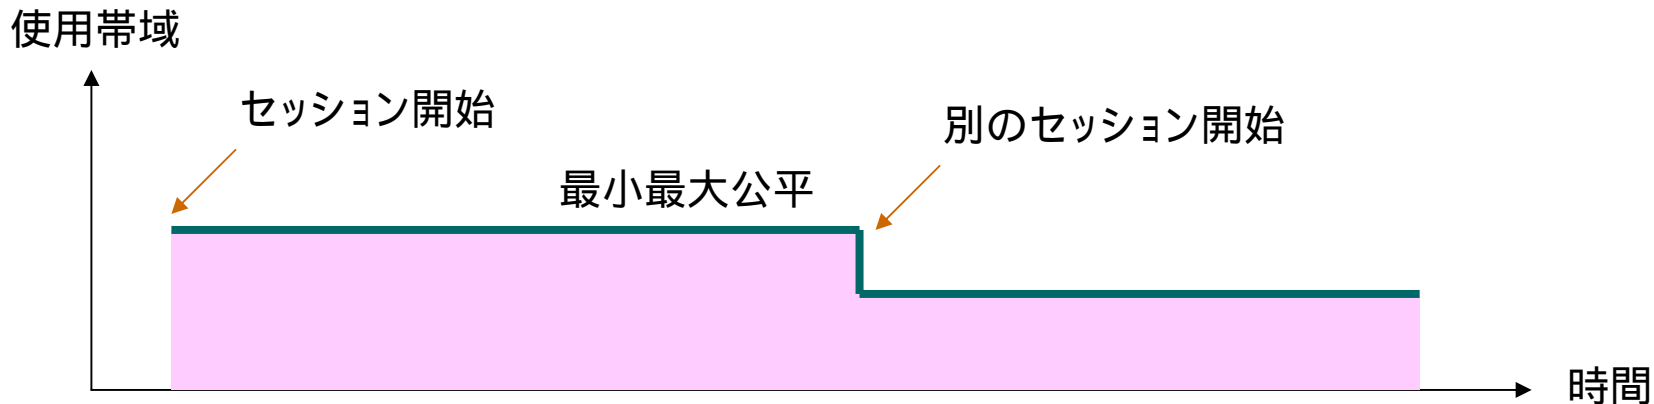 使用帯域
セッション開始
別のセッション開始
最小最大公平
時間